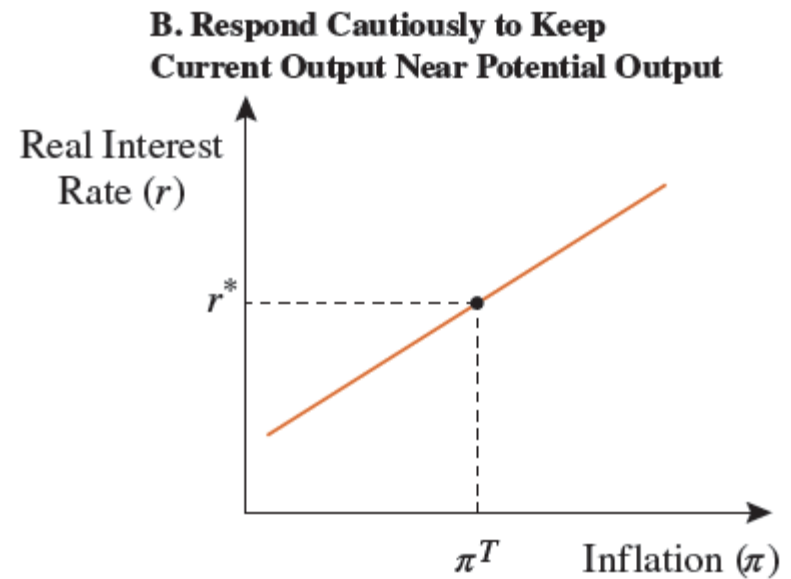 B. Respond Cautiously to Keep
Current Output Near Potential Output
Real Interest
Rate (r)
r*
π^T
Inflation (π)